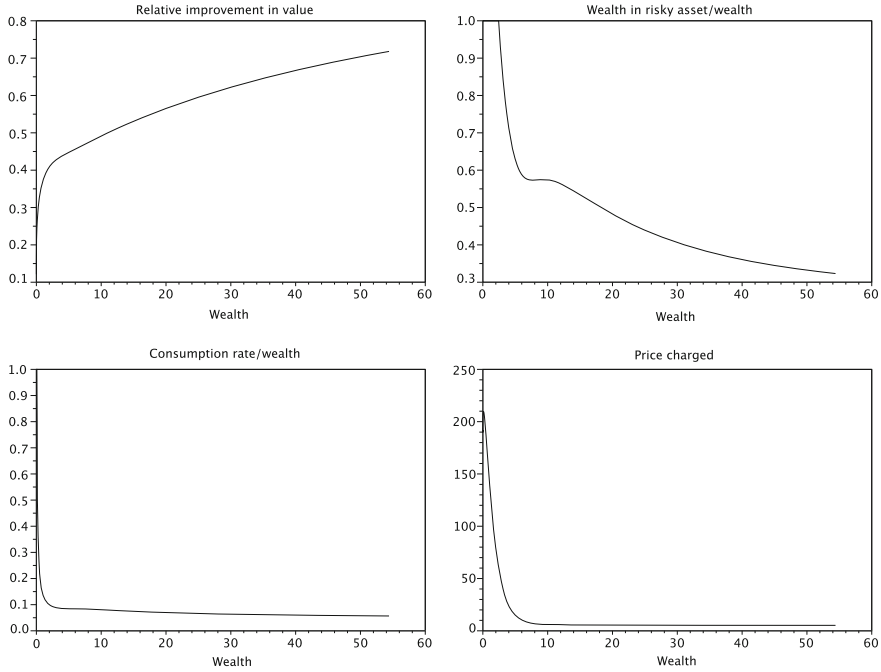 Relative improvement in value
0.8
0.7
0.6
0.5
0.4
0.3
0.2
0.1
0 10 20 30 40 50 60
Wealth
Wealth in risky asset/wealth
1.0
0.9
0.8
0.7
0.6
0.5
0.4
0.3
0 10 20 30 40 50 60
Wealth
Consumption rate/wealth
1.0
0.9
0.8
0.7
0.6
0.5
0.4
0.3
0.2
0.1
0.0
0 10 20 30 40 50 60
Wealth
Price charged
250
200
150
100
50
0
0 10 20 30 40 50 60
Wealth